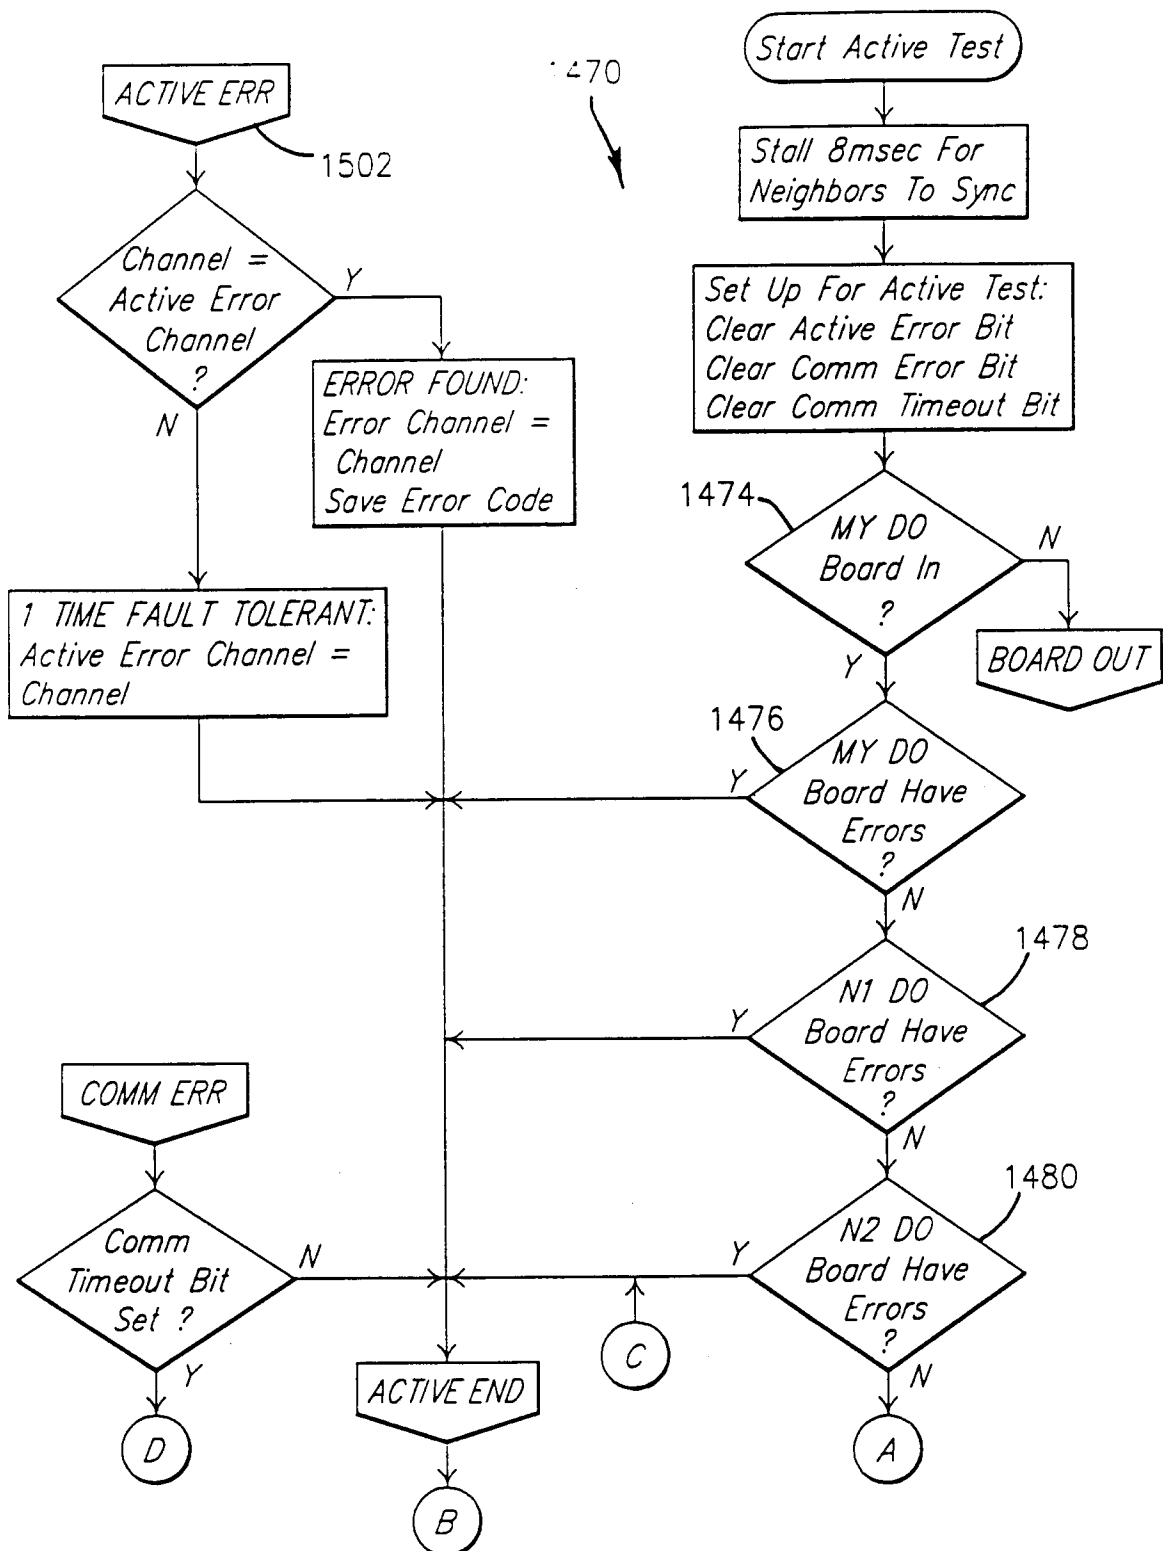 Start Active Test
1470
ACTIVE ERR
1502
Stall 8msec For
Neighbors To Sync
Channel =
Active Error
Channel
?
Y
N
Set Up For Active Test:
Clear Active Error Bit
Clear Comm Error Bit
Clear Comm Timeout Bit
ERROR FOUND:
Error Channel =
Channel
Save Error Code
1474
MY DO
Board In
?
N
Y
BOARD OUT
1 TIME FAULT TOLERANT:
Active Error Channel =
Channel
1476
MY DO
Board Have
Errors
?
Y
N
1478
N1 DO
Board Have
Errors
?
Y
N
COMM ERR
1480
N2 DO
Board Have
Errors
?
Y
N
Comm
Timeout Bit
Set ?
N
Y
C
ACTIVE END
D
A
B